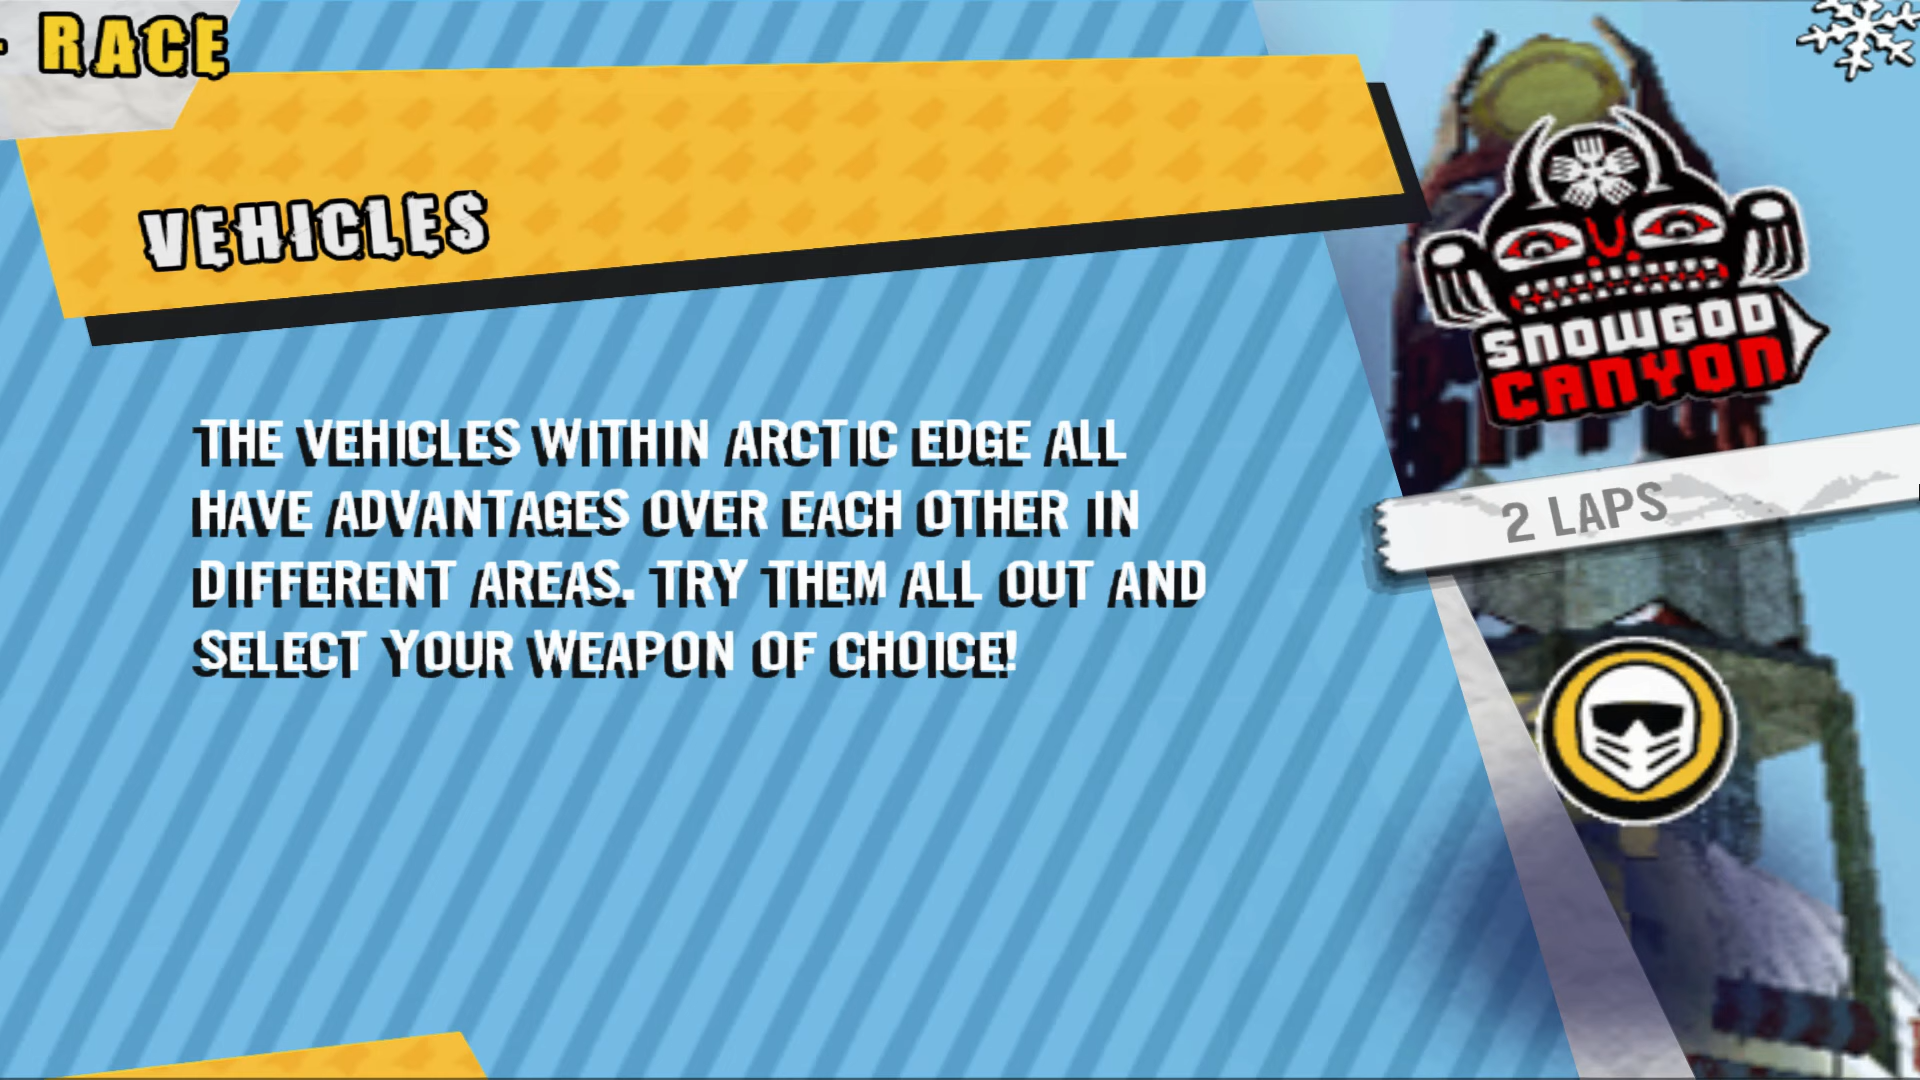 RACE
VEHICLES
THE VEHICLES WITHIN ARCTIC EDGE ALL
HAVE ADVANTAGES OVER EACH OTHER IN
DIFFERENT AREAS. TRY THEM ALL OUT AND
SELECT YOUR WEAPON OF CHOICE!
SNOWGOD
CANYON
2 LAPS